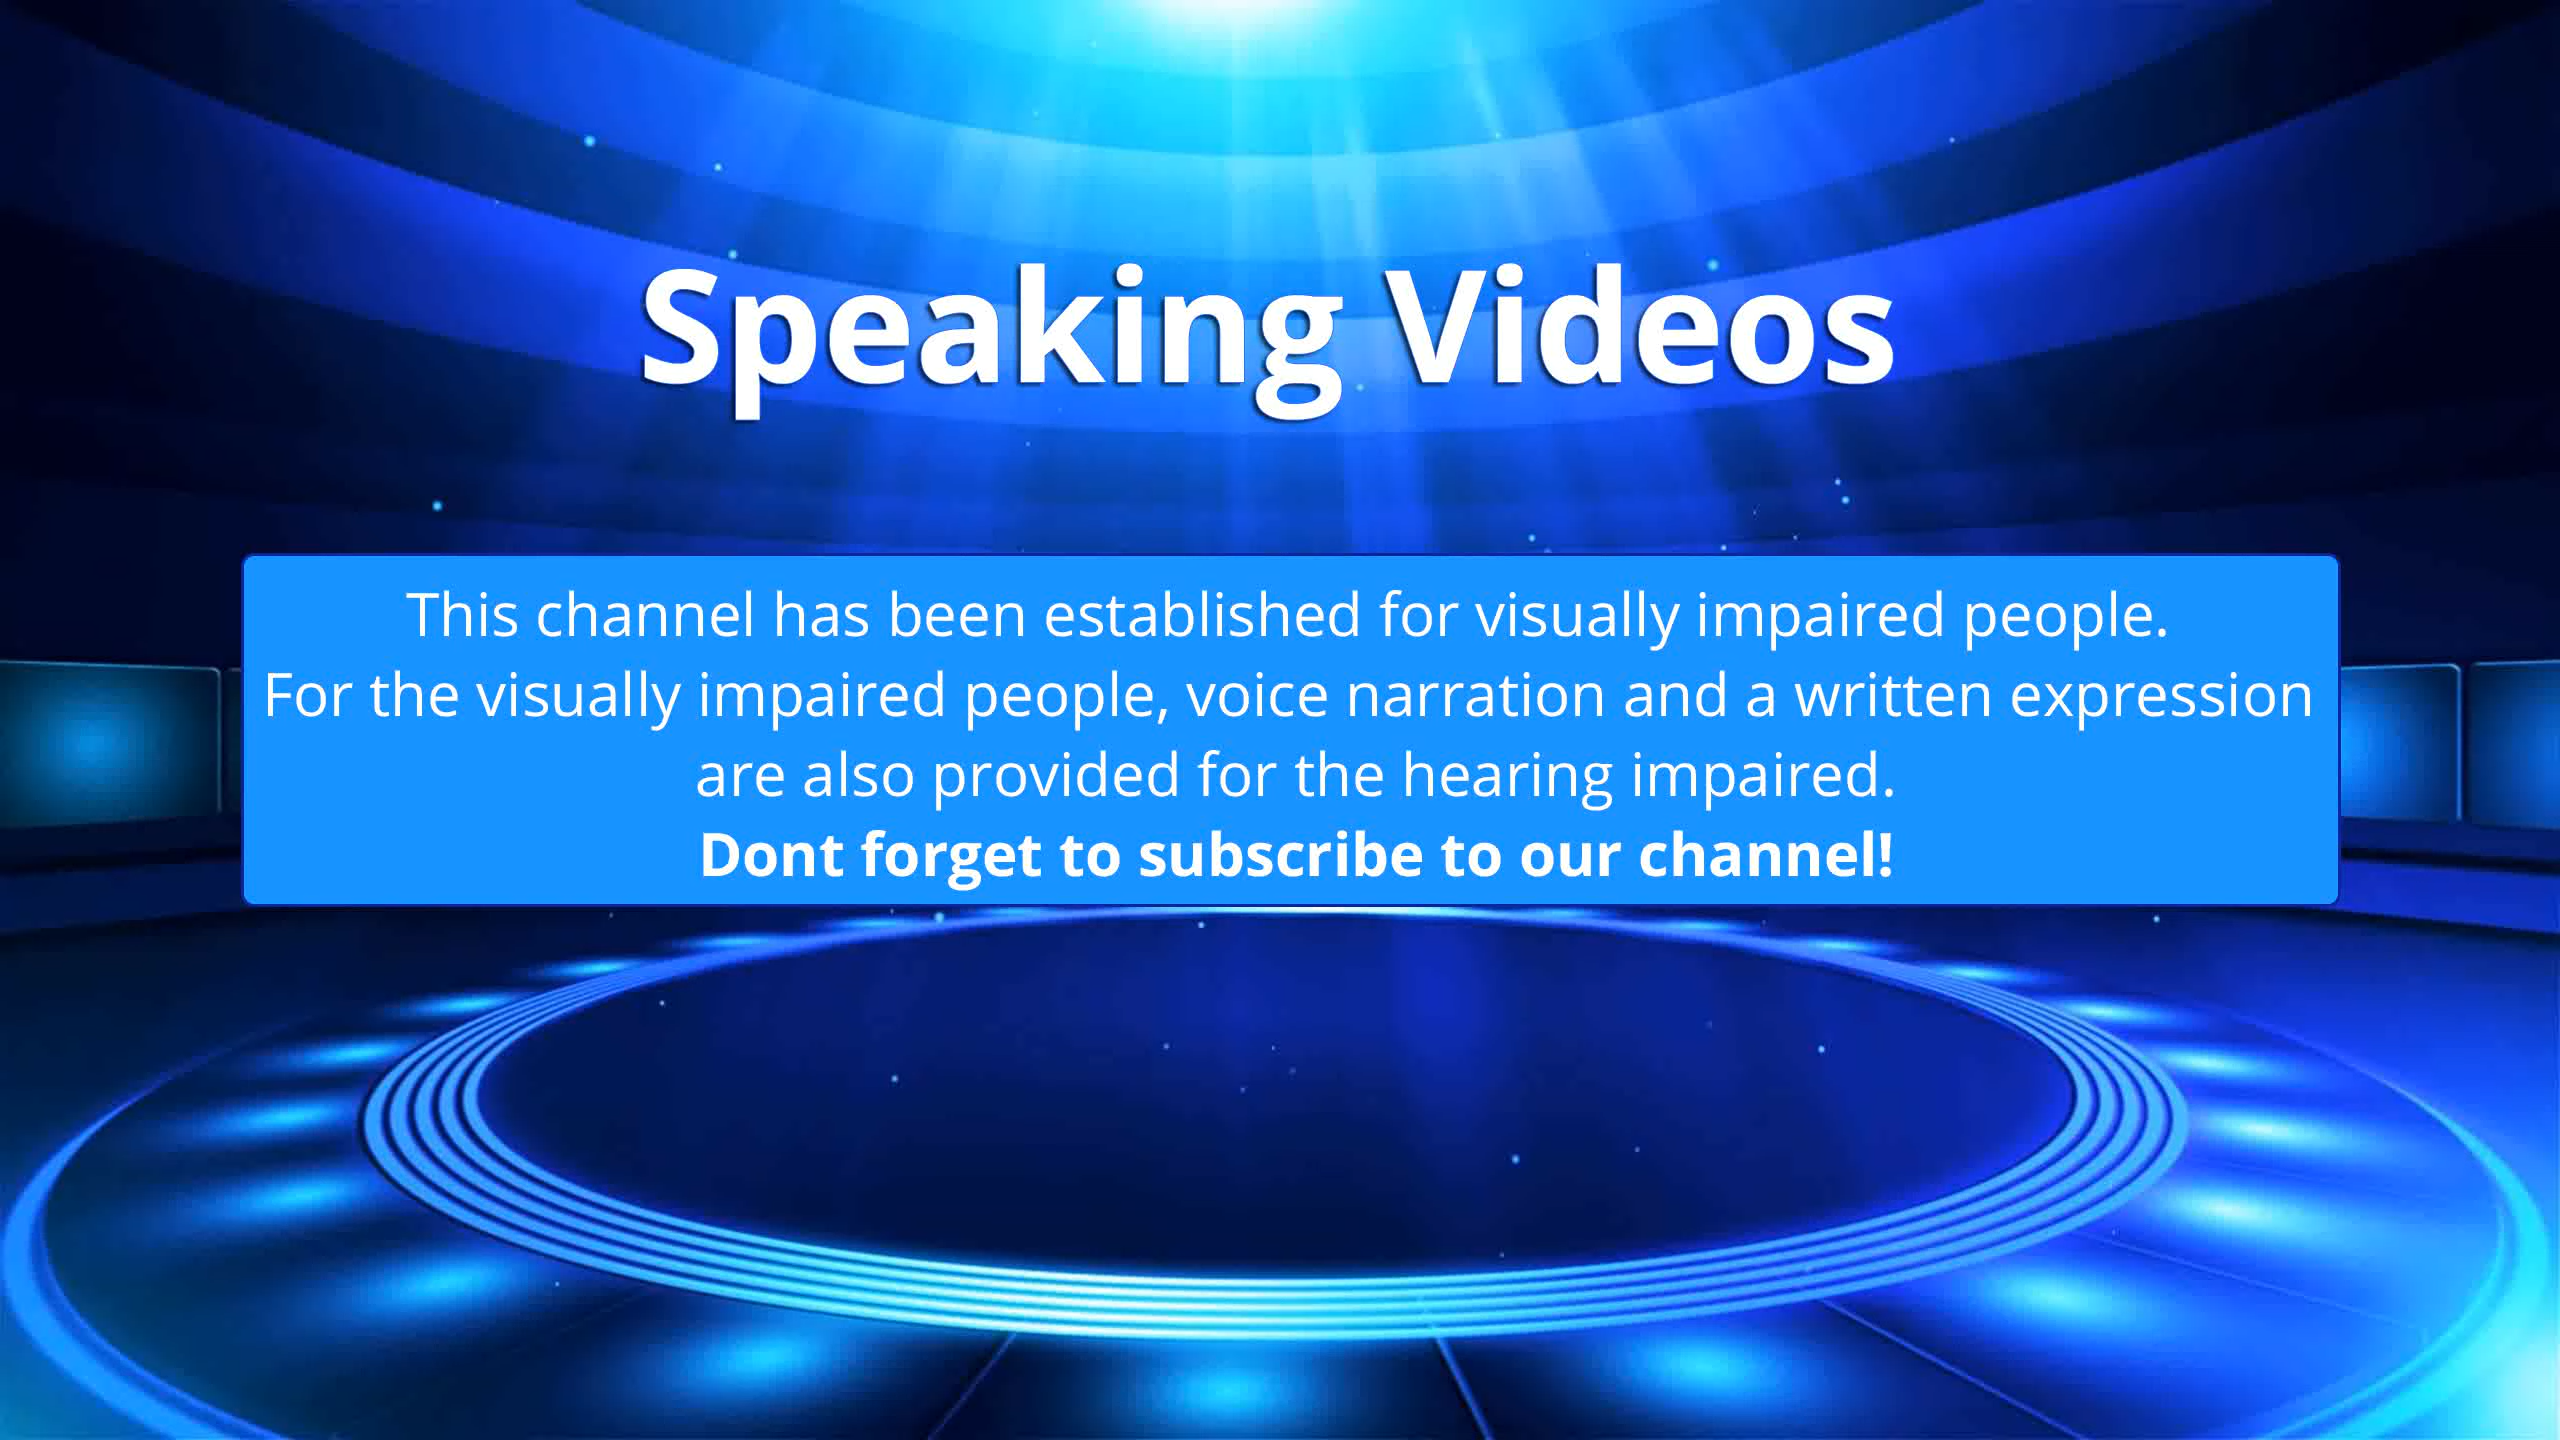 Speaking Videos
This channel has been established for visually impaired people.
For the visually impaired people, voice narration and a written expression
are also provided for the hearing impaired.
Dont forget to subscribe to our channel!